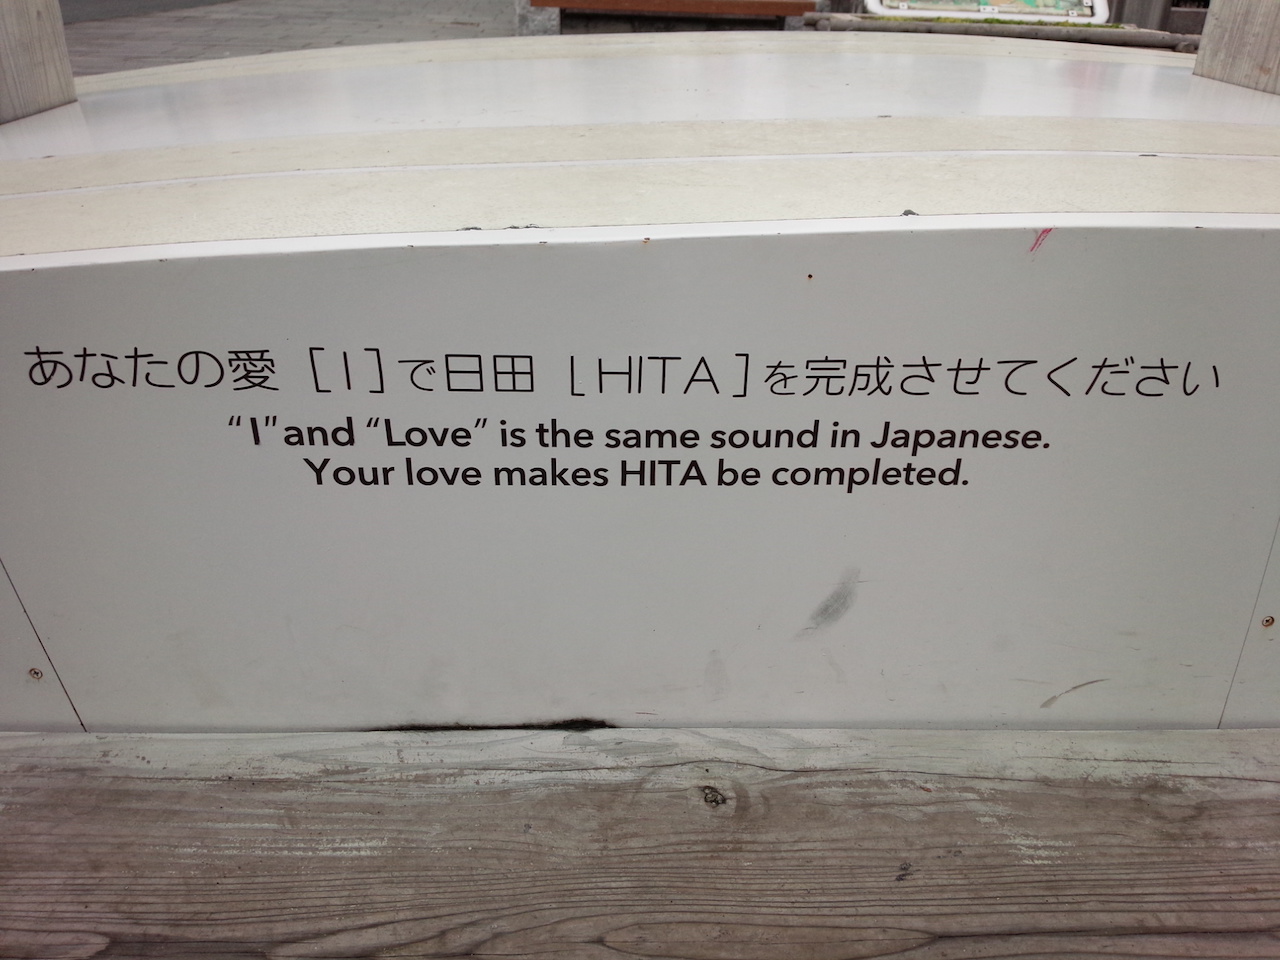 あなたの愛［I］で日田［HITA］を完成させてください
“I” and “Love” is the same sound in Japanese.
Your love makes HITA be completed.